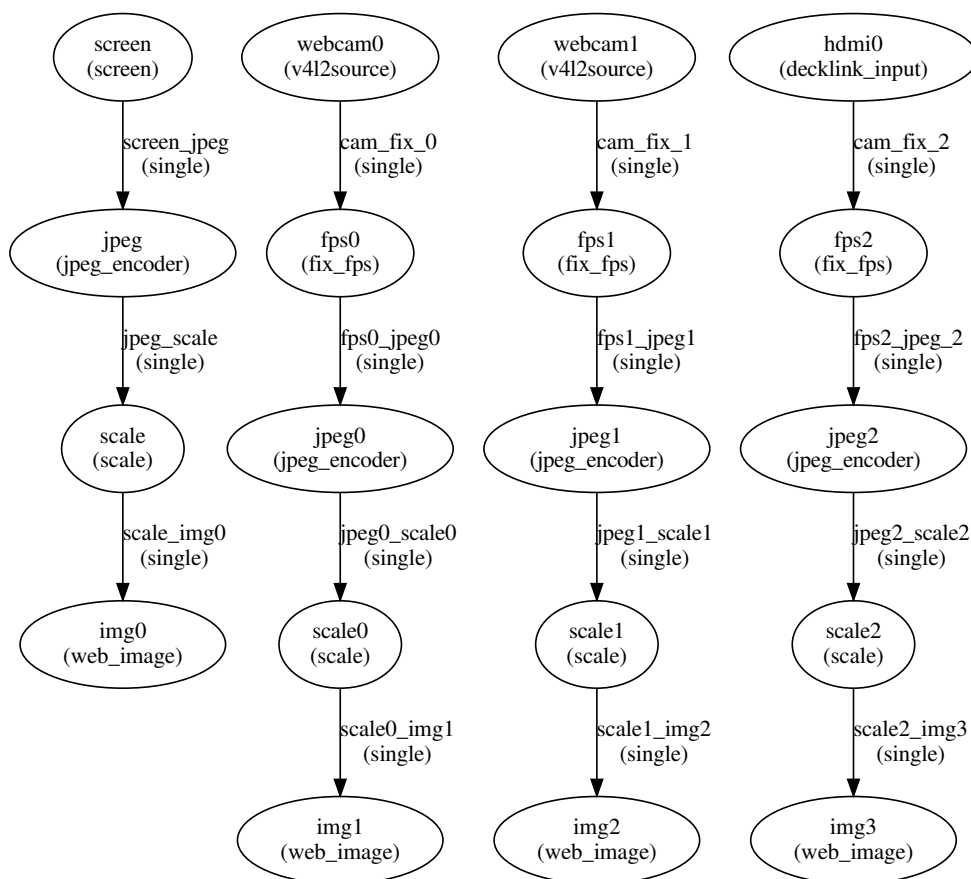 screen
(screen)
webcam0
(v4l2source)
webcam1
(v4l2source)
hdmi0
(decklink_input)
screen_jpeg
(single)
cam_fix_0
(single)
cam_fix_1
(single)
cam_fix_2
(single)
jpeg
(jpeg_encoder)
fps0
(fix_fps)
fps1
(fix_fps)
fps2
(fix_fps)
jpeg_scale
(single)
fps0_jpeg0
(single)
fps1_jpeg1
(single)
fps2_jpeg_2
(single)
scale
(scale)
jpeg0
(jpeg_encoder)
jpeg1
(jpeg_encoder)
jpeg2
(jpeg_encoder)
scale_img0
(single)
jpeg0_scale0
(single)
jpeg1_scale1
(single)
jpeg2_scale2
(single)
img0
(web_image)
scale0
(scale)
scale1
(scale)
scale2
(scale)
scale0_img1
(single)
scale1_img2
(single)
scale2_img3
(single)
img1
(web_image)
img2
(web_image)
img3
(web_image)